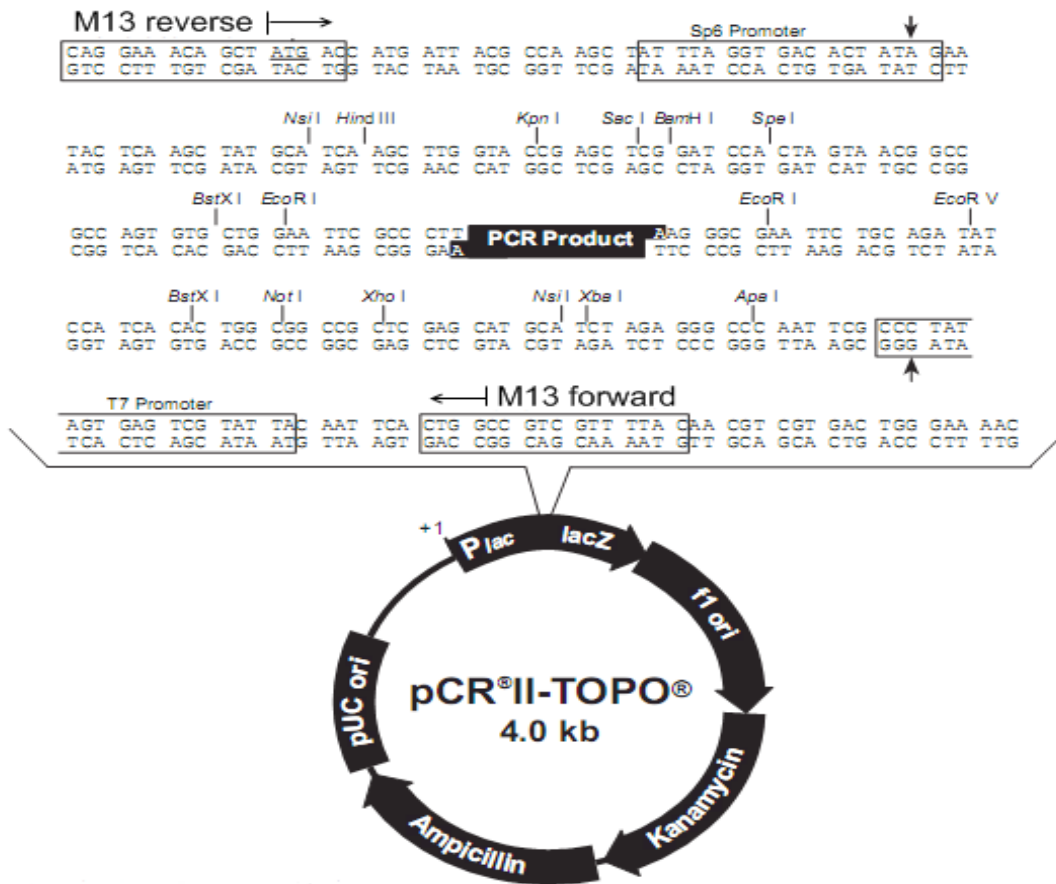 M13 reverse
Sp6 Promoter
CAG GAA ACA GCT ATG ACC ATG ATT ACG CCA AGC TAT TTA GGT GAC ACT ATA GAA
GTC CTT TGT CGA TAC TGG TAC TAA TGC GGT TCG ATA AAT CCA CTG TGA TAT CTT
Nsi I Hind III Kpn I Sac I BamH I Spe I
TAC TCA AGC TAT GCA TCA AGC TTG GTA CCG AGC TCG GAT CCA CTA GTA ACG GCC
ATG AGT TCG ATA CGT AGT TCG AAC CAT GGC TCG AGC CTA GGT GAT CAT TGC CGG
BstX I EcoR I EcoR I EcoR V
GCC AGT GTG CTG GAA TTC GCC CTT PCR Product AAG GGC GAA TTC TGC AGA TAT
CGG TCA CAC GAC CTT AAG CGG GAA TTC CCG CTT AAG ACG TCT ATA
BstX I Not I Xho I Nsi I Xba I Apa I
CCA TCA CAC TGG CGG CCG CTC GAG CAT GCA TCT AGA GGG CCC AAT TCG CCC TAT
GGT AGT GTG ACC GCC GGC GAG CTC GTA CGT AGA TCT CCC GGG TTA AGC GGG ATA
T7 Promoter
M13 forward
AGT GAG TCG TAT TAC AAT TCA CTG GCC GTC GTT TTA CAA CGT CGT GAC TGG GAA AAC
TCA CTC AGC ATA ATG TTA AGT GAC CGG CAG CAA AAT GTT GCA GCA CTG ACC CTT TTG
+1
Plac
lacZ
f1 ori
Kanamycin
Ampicillin
pUC ori
pCR®II-TOPO®
4.0 kb